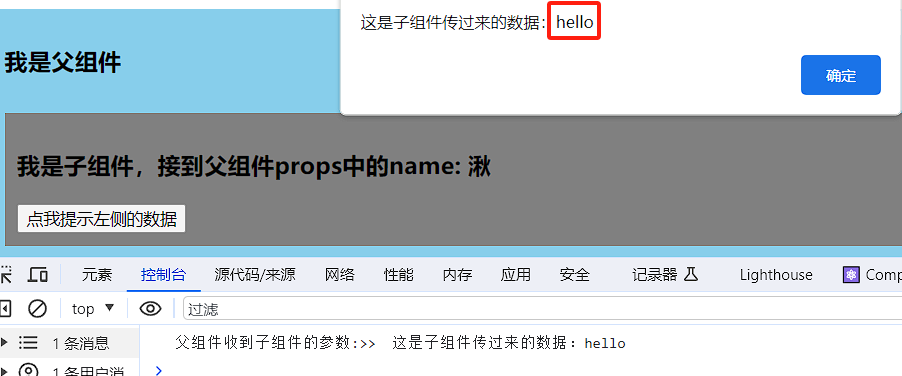 这是子组件传过来的数据：hello
确定
我是父组件
我是子组件，接到父组件props中的name: 湫
点我提示左侧的数据
元素 控制台 源代码/来源 网络 性能 内存 应用 安全 记录器 Lighthouse Comp
top ▼ 过滤
1 条消息
父组件收到子组件的参数:>> 这是子组件传过来的数据：hello
1 条用户消